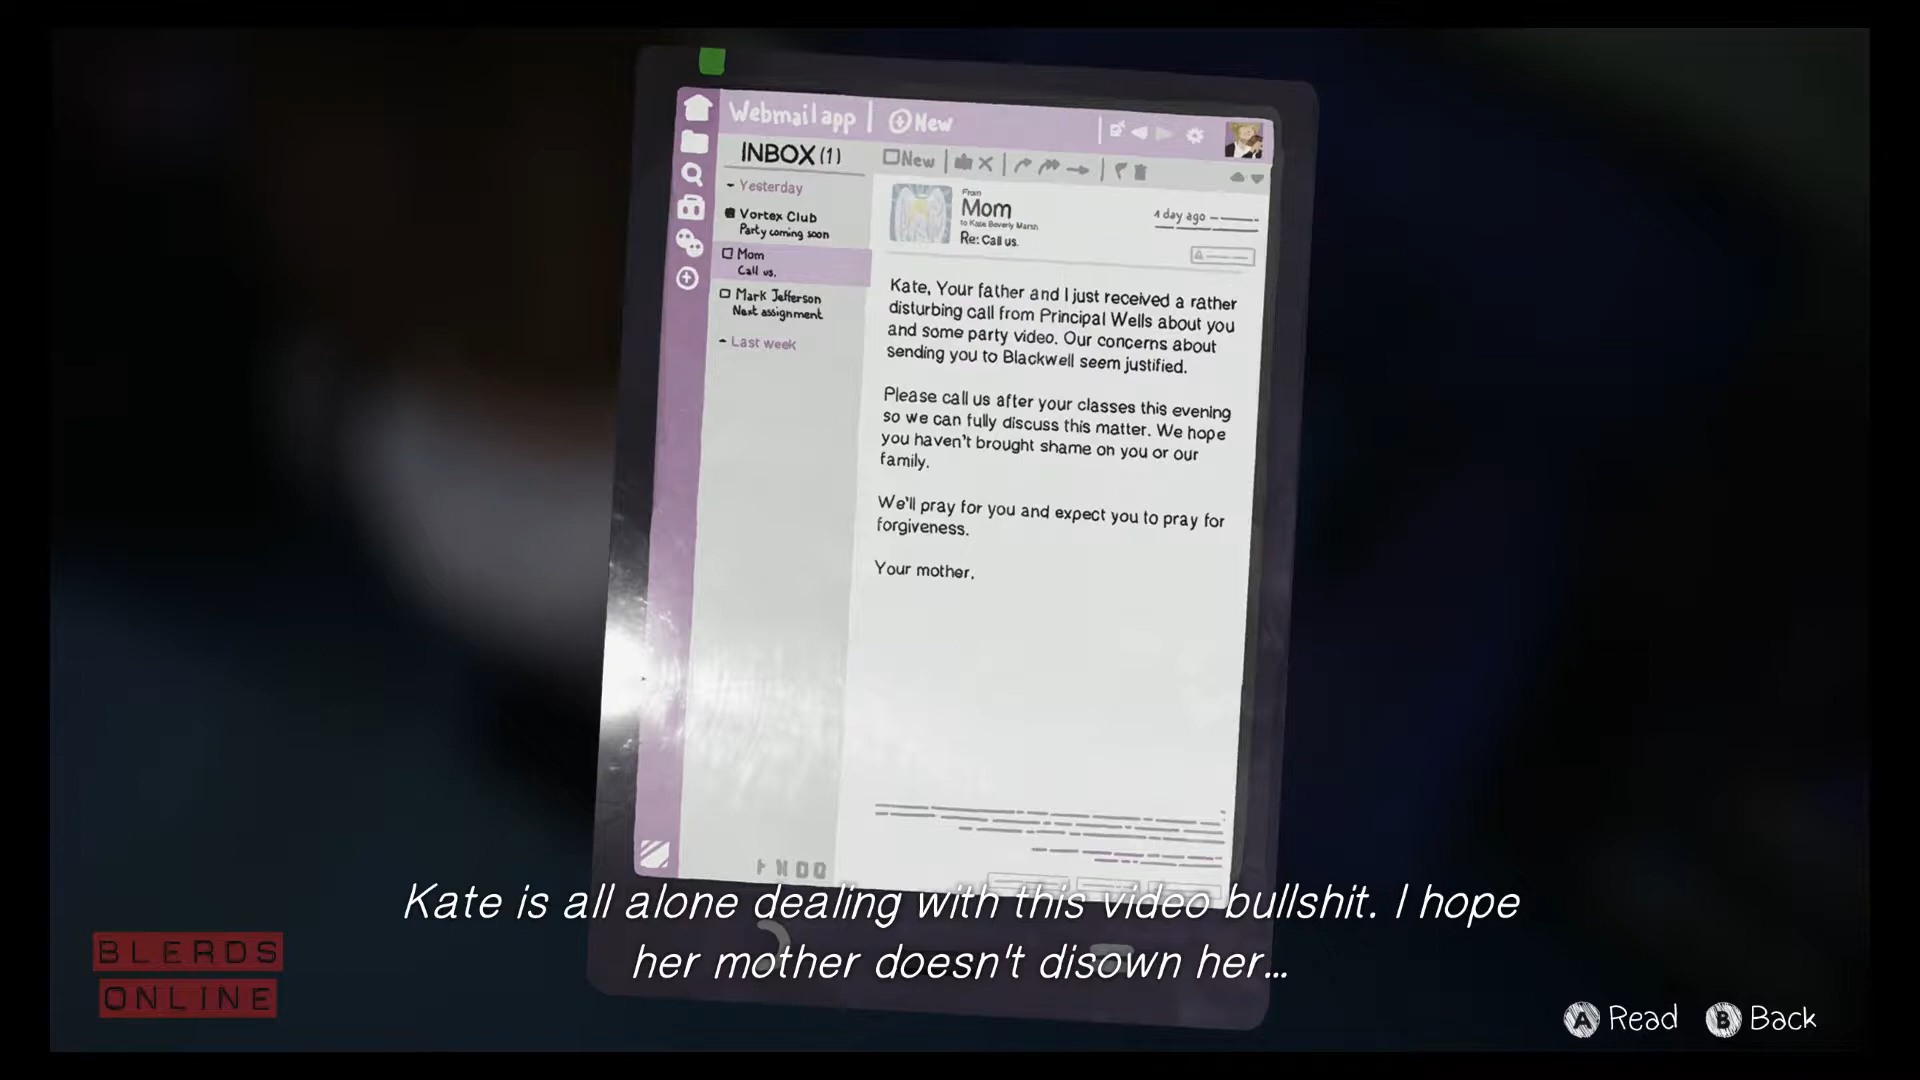 Webmail app | New
INBOX (1)
Yesterday
Vortex Club
Party coming soon
Mom
Call us.
Mark Jefferson
Next assignment
Last week
New
From
Mom
to Kate Beverly Marsh
Re: Call us.
1 day ago
Kate, Your father and I just received a rather
disturbing call from Principal Wells about you
and some party video. Our concerns about
sending you to Blackwell seem justified.
Please call us after your classes this evening
so we can fully discuss this matter. We hope
you haven't brought shame on you or our
family.
We'll pray for you and expect you to pray for
forgiveness.
Your mother.
Kate is all alone dealing with this video bullshit. I hope
her mother doesn't disown her...
BLERDS
ONLINE
A Read B Back